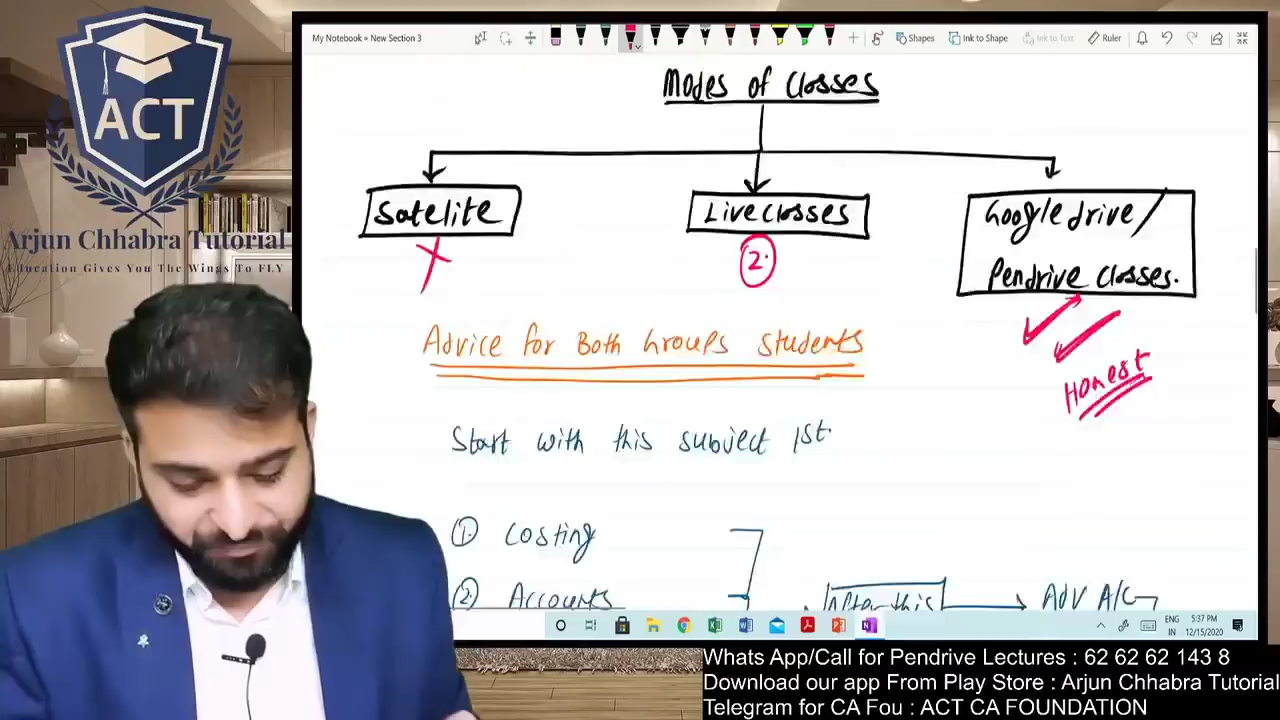 ACT
Arjun Chhabra Tutorial
Education Gives You The Wings To FLY
My Notebook » New Section 3
Shapes
Ink to Shape
Ink to Text
Ruler
Modes of Classes
Satelite
Live classes
Google drive/
Pendrive Classes.
2.
Honest
Advice for Both Groups students
Start with this subject 1st.
1. Costing
2 Accounts
After this
Adv A/C
ENG
IN
5:37 PM
12/15/2020
Whats App/Call for Pendrive Lectures : 62 62 62 143 8
Download our app From Play Store : Arjun Chhabra Tutorial
Telegram for CA Fou : ACT CA FOUNDATION